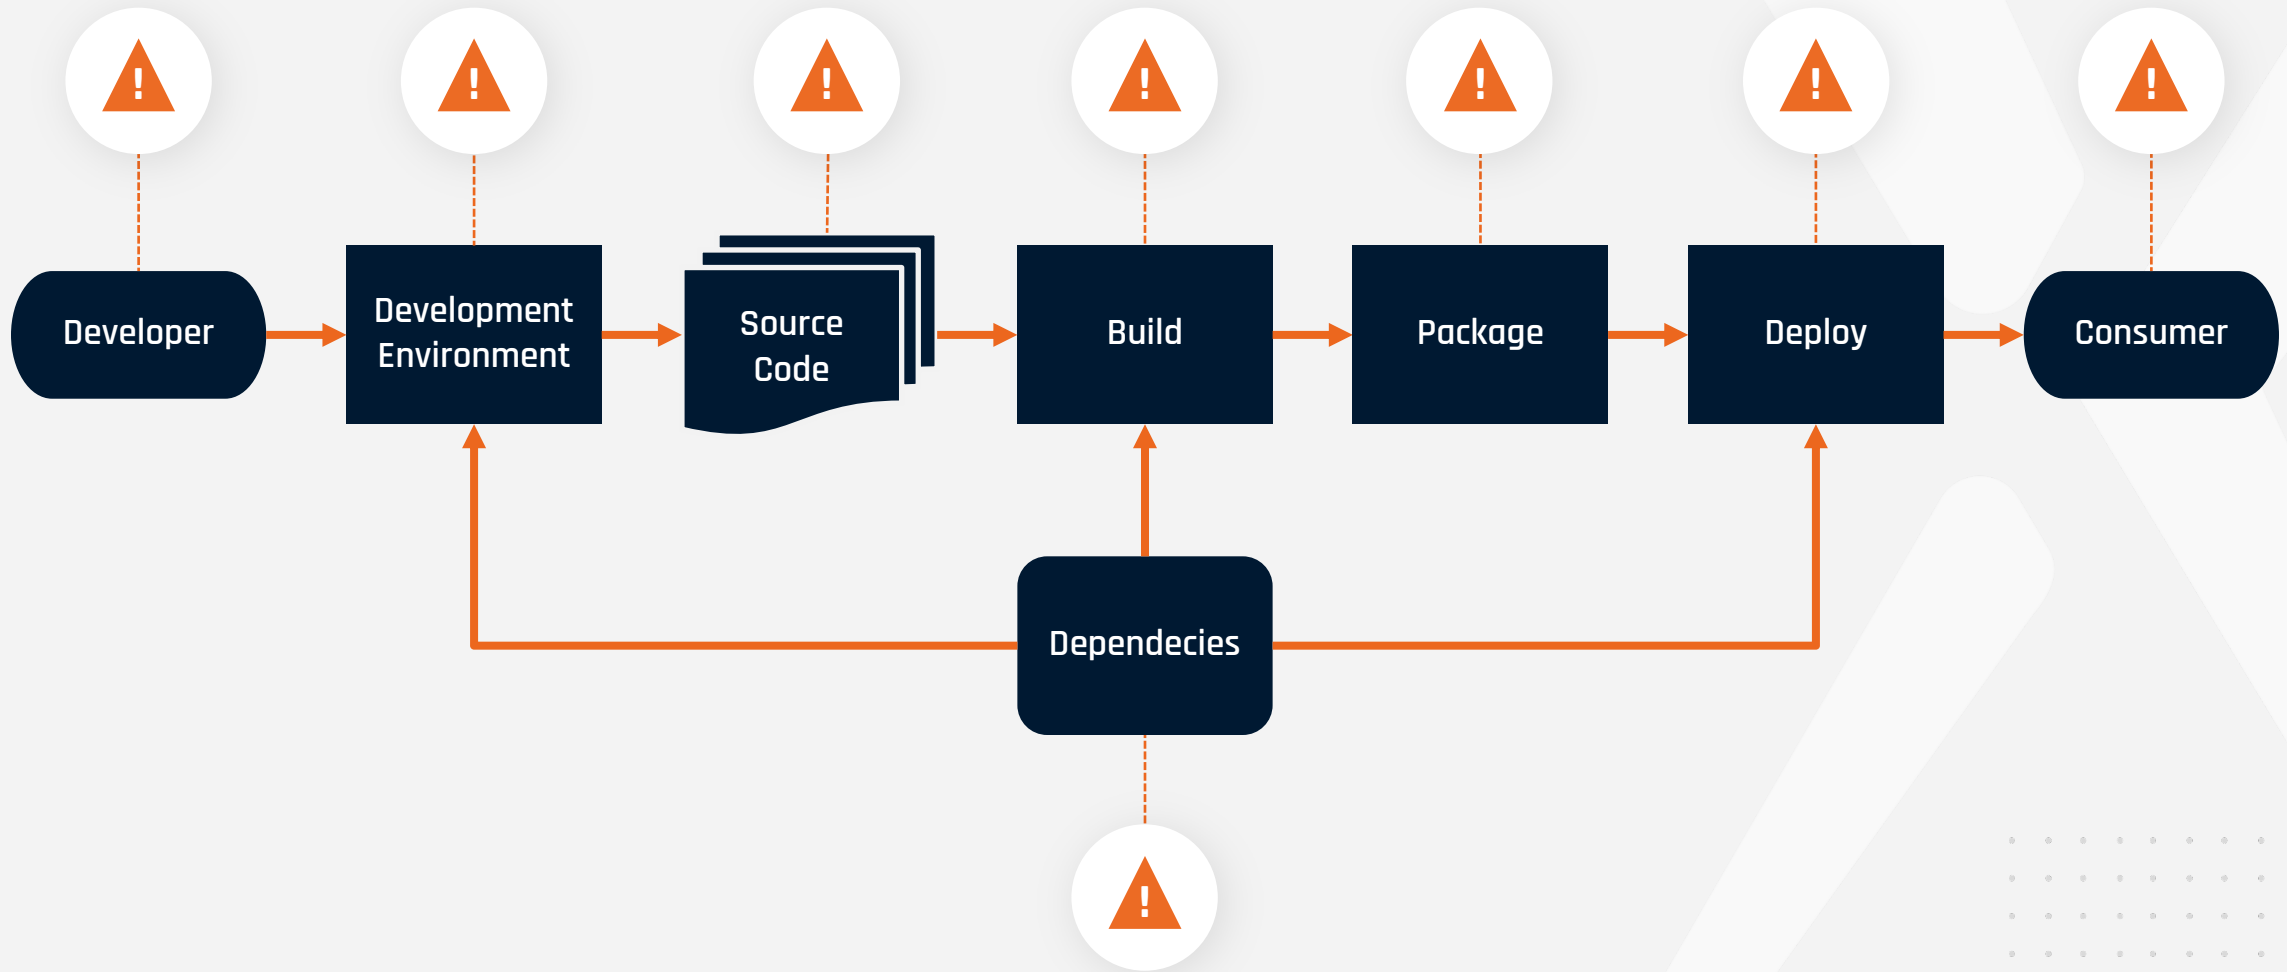 !
!
!
!
!
!
!
Developer
Development
Environment
Source
Code
Build
Package
Deploy
Consumer
Dependecies
!